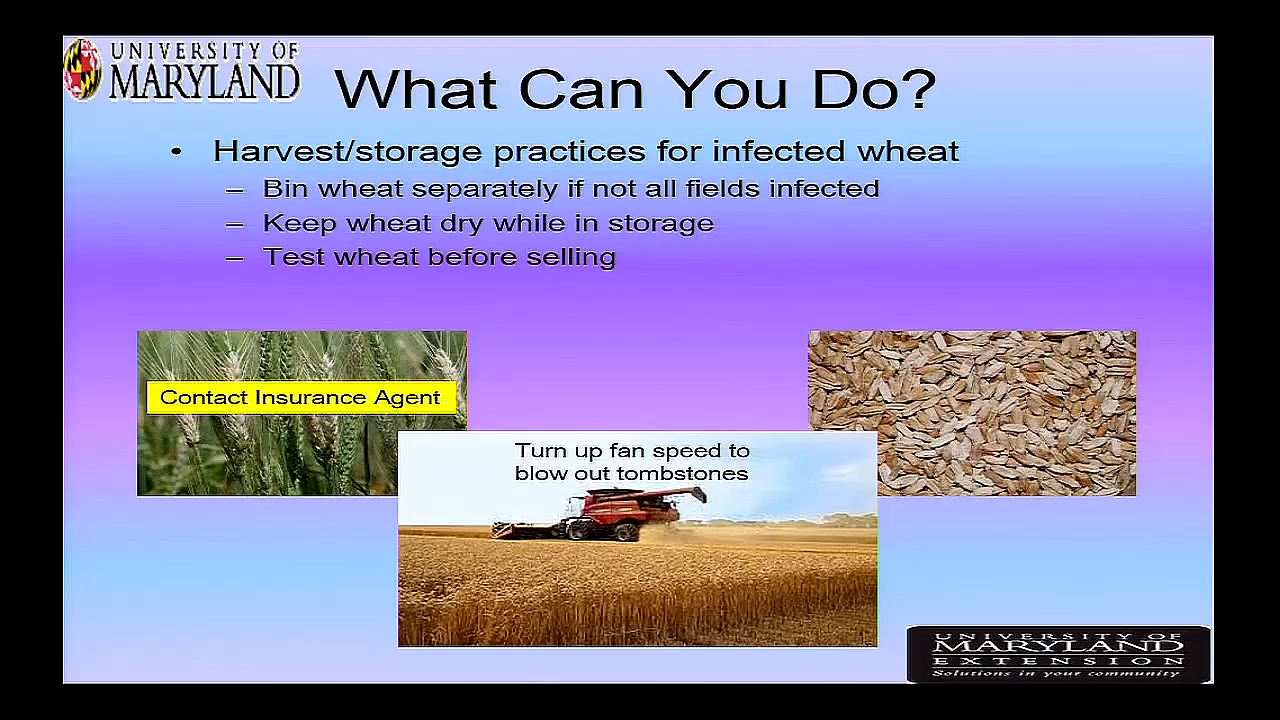 UNIVERSITY OF
MARYLAND
What Can You Do?
• Harvest/storage practices for infected wheat
– Bin wheat separately if not all fields infected
– Keep wheat dry while in storage
– Test wheat before selling
Contact Insurance Agent
Turn up fan speed to
blow out tombstones
UNIVERSITY OF
MARYLAND
EXTENSION
Solutions in your community